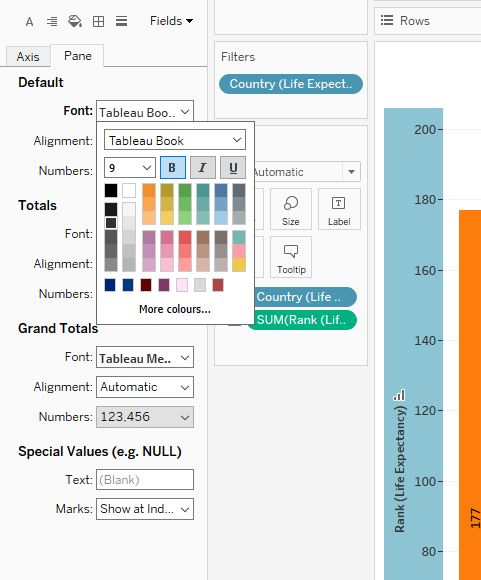 A
Fields
Axis
Pane
Default
Font:
Tableau Boo..
Alignment:
Tableau Book
Numbers:
9
B
I
U
Totals
Font:
Alignment:
Numbers:
More colours...
Grand Totals
Font:
Tableau Me..
Alignment:
Automatic
Numbers:
123,456
Special Values (e.g. NULL)
Text:
(Blank)
Marks:
Show at Ind...
Filters
Country (Life Expect..
Automatic
Size
T
Label
Tooltip
Country (Life ..
SUM(Rank (Lif..
Rows
200
180
160
140
120
100
80
Rank (Life Expectancy)
177